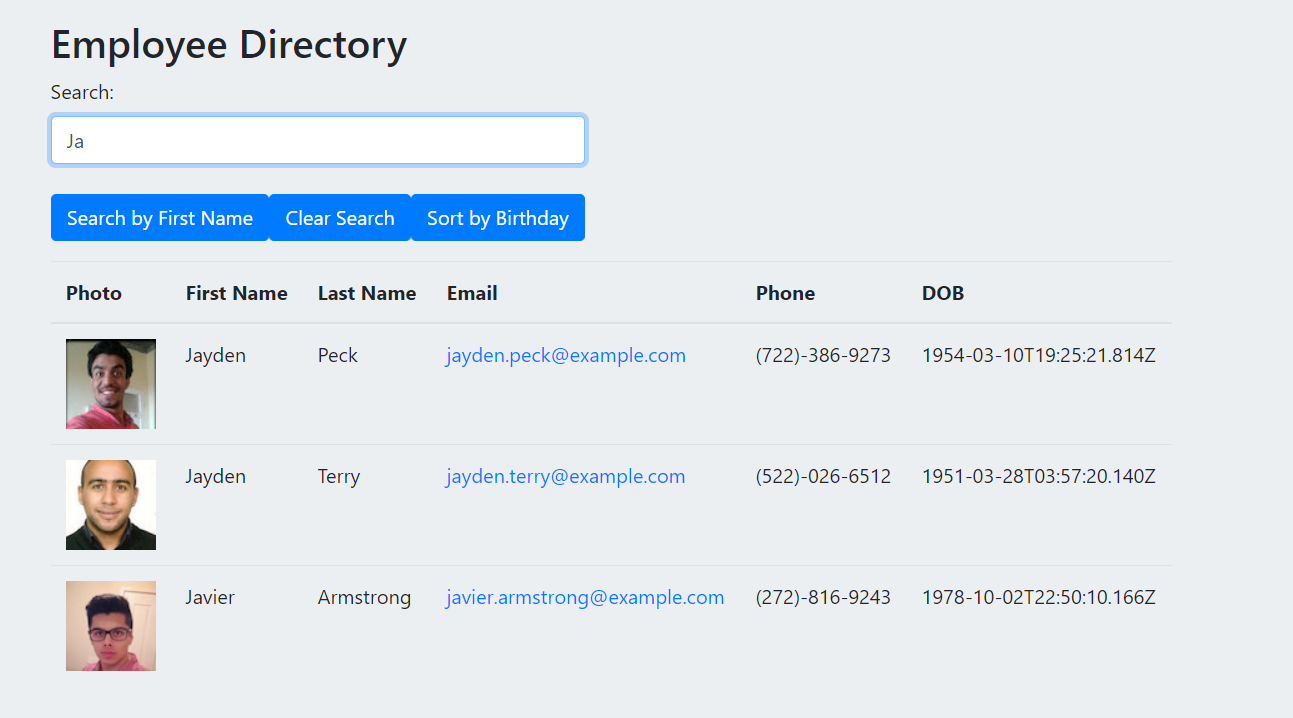 Employee Directory
Search:
Ja
Search by First Name Clear Search Sort by Birthday
Photo First Name Last Name Email Phone DOB
Jayden Peck jayden.peck@example.com (722)-386-9273 1954-03-10T19:25:21.814Z
Jayden Terry jayden.terry@example.com (522)-026-6512 1951-03-28T03:57:20.140Z
Javier Armstrong javier.armstrong@example.com (272)-816-9243 1978-10-02T22:50:10.166Z